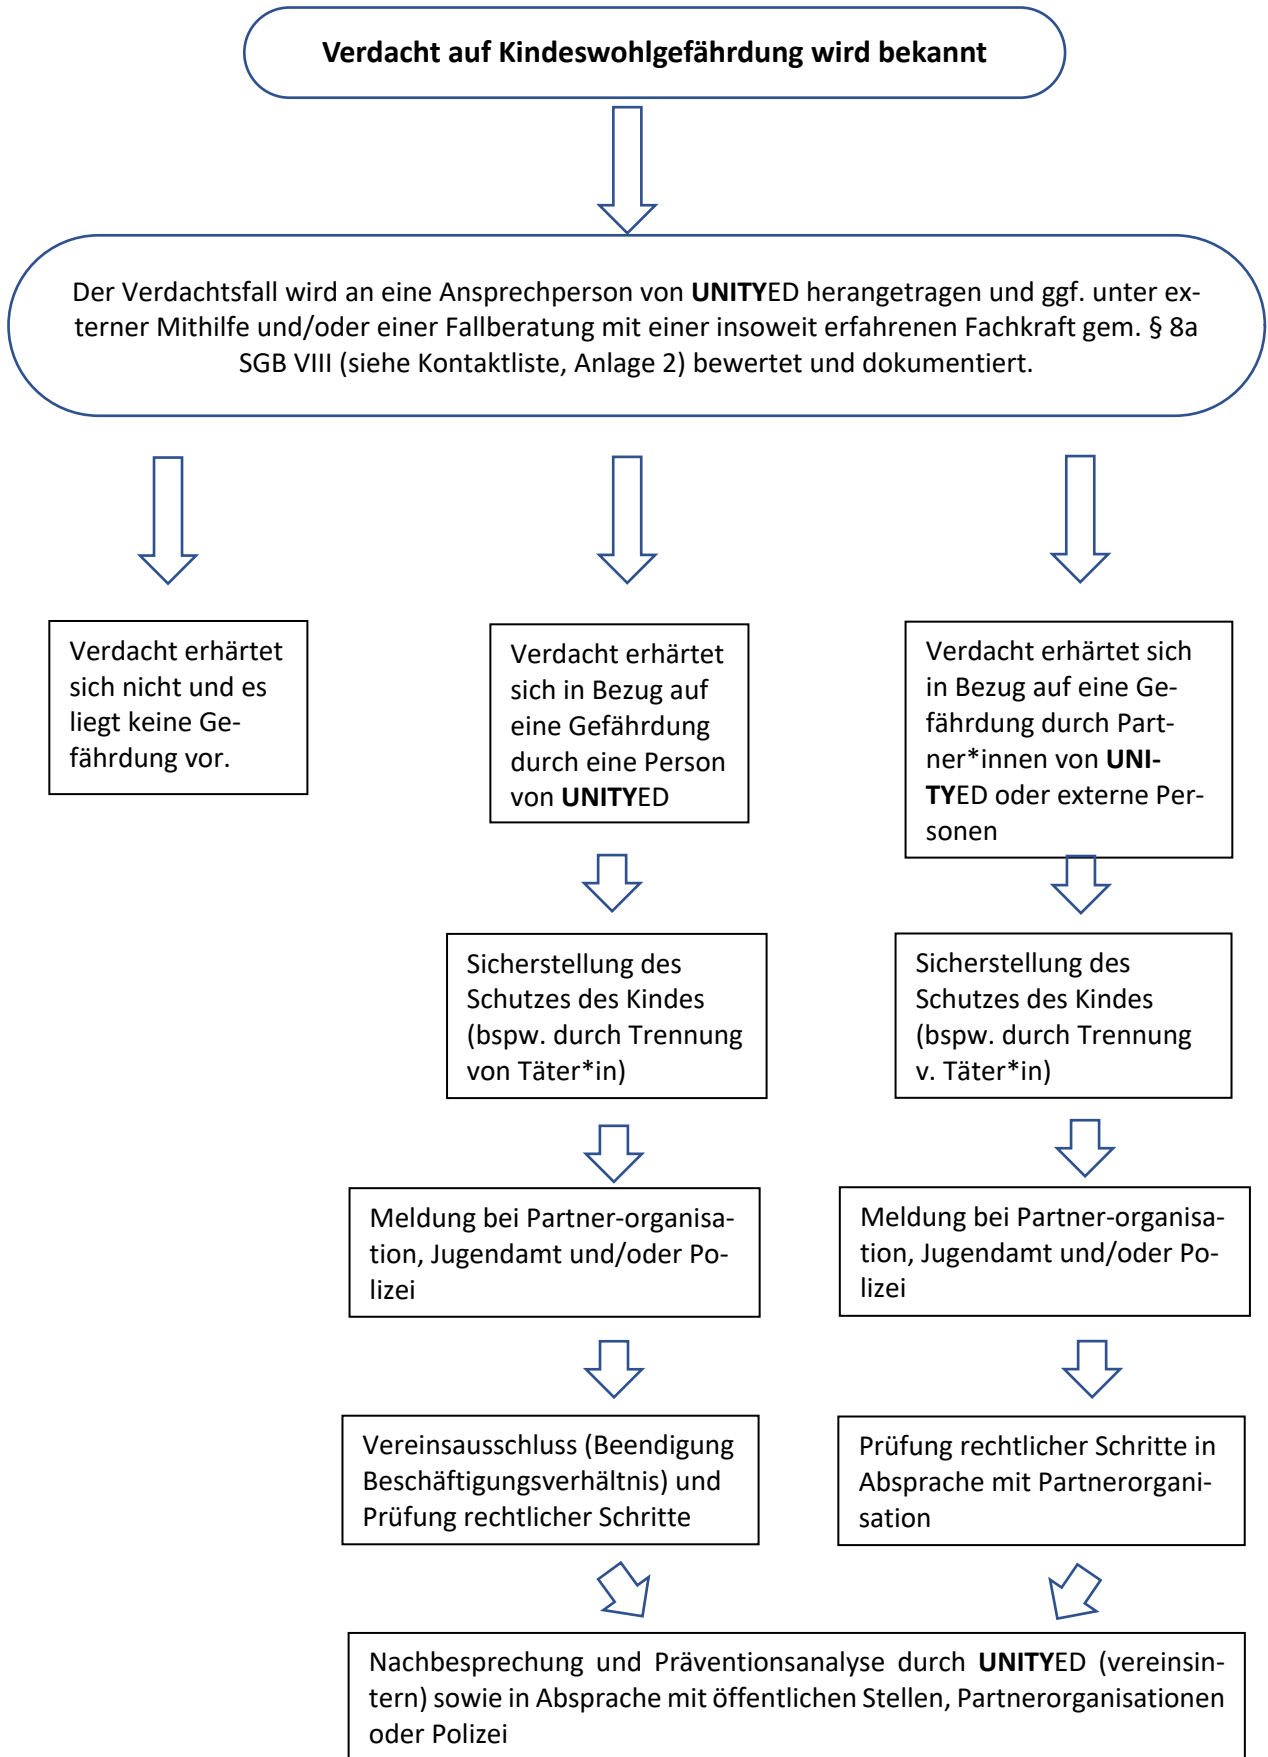 Verdacht auf Kindeswohlgefährdung wird bekannt
Der Verdachtsfall wird an eine Ansprechperson von UNITYED herangetragen und ggf. unter ex-
terner Mithilfe und/oder einer Fallberatung mit einer insoweit erfahrenen Fachkraft gem. § 8a
SGB VIII (siehe Kontaktliste, Anlage 2) bewertet und dokumentiert.
Verdacht erhärtet
sich nicht und es
liegt keine Ge-
fährdung vor.
Verdacht erhärtet
sich in Bezug auf
eine Gefährdung
durch eine Person
von UNITYED
Verdacht erhärtet sich
in Bezug auf eine Ge-
fährdung durch Part-
ner*innen von UNI-
TYED oder externe Per-
sonen
Sicherstellung des
Schutzes des Kindes
(bspw. durch Trennung
von Täter*in)
Sicherstellung des
Schutzes des Kindes
(bspw. durch Trennung
v. Täter*in)
Meldung bei Partner-organisa-
tion, Jugendamt und/oder Po-
lizei
Meldung bei Partner-organisa-
tion, Jugendamt und/oder Po-
lizei
Vereinsausschluss (Beendigung
Beschäftigungsverhältnis) und
Prüfung rechtlicher Schritte
Prüfung rechtlicher Schritte in
Absprache mit Partnerorgani-
sation
Nachbesprechung und Präventionsanalyse durch UNITYED (vereinsin-
tern) sowie in Absprache mit öffentlichen Stellen, Partnerorganisationen
oder Polizei